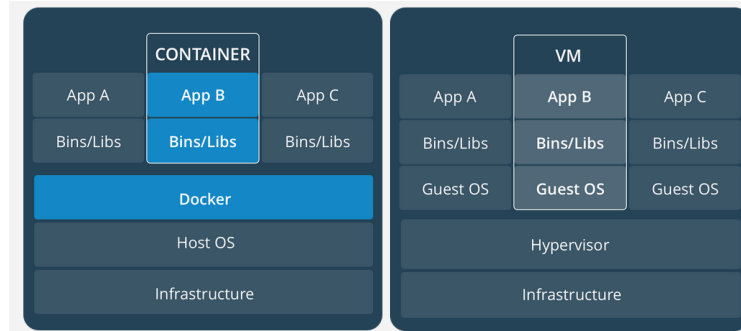 CONTAINER
App A App B App C
Bins/Libs Bins/Libs Bins/Libs
Docker
Host OS
Infrastructure
VM
App A App B App C
Bins/Libs Bins/Libs Bins/Libs
Guest OS Guest OS Guest OS
Hypervisor
Infrastructure